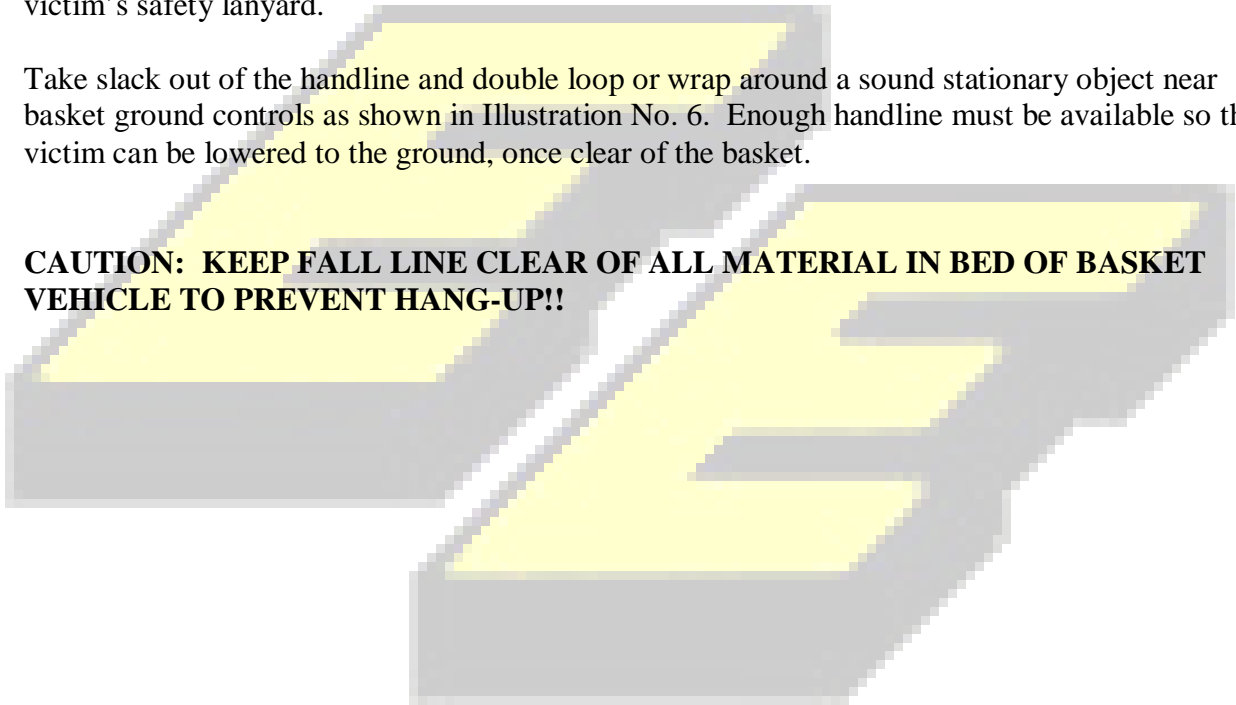 victim's safety lanyard.
Take slack out of the handline and double loop or wrap around a sound stationary object near
basket ground controls as shown in Illustration No. 6.  Enough handline must be available so th
victim can be lowered to the ground, once clear of the basket.
CAUTION:  KEEP FALL LINE CLEAR OF ALL MATERIAL IN BED OF BASKET
VEHICLE TO PREVENT HANG-UP!!